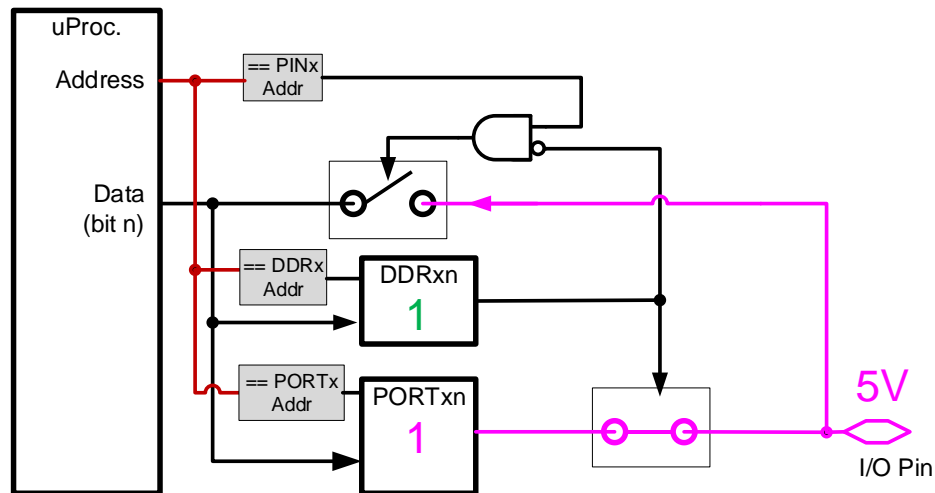 uProc.
Address
== PINx
Addr
Data
(bit n)
== DDRx
Addr
DDRxn
1
== PORTx
Addr
PORTxn
1
5V
I/O Pin